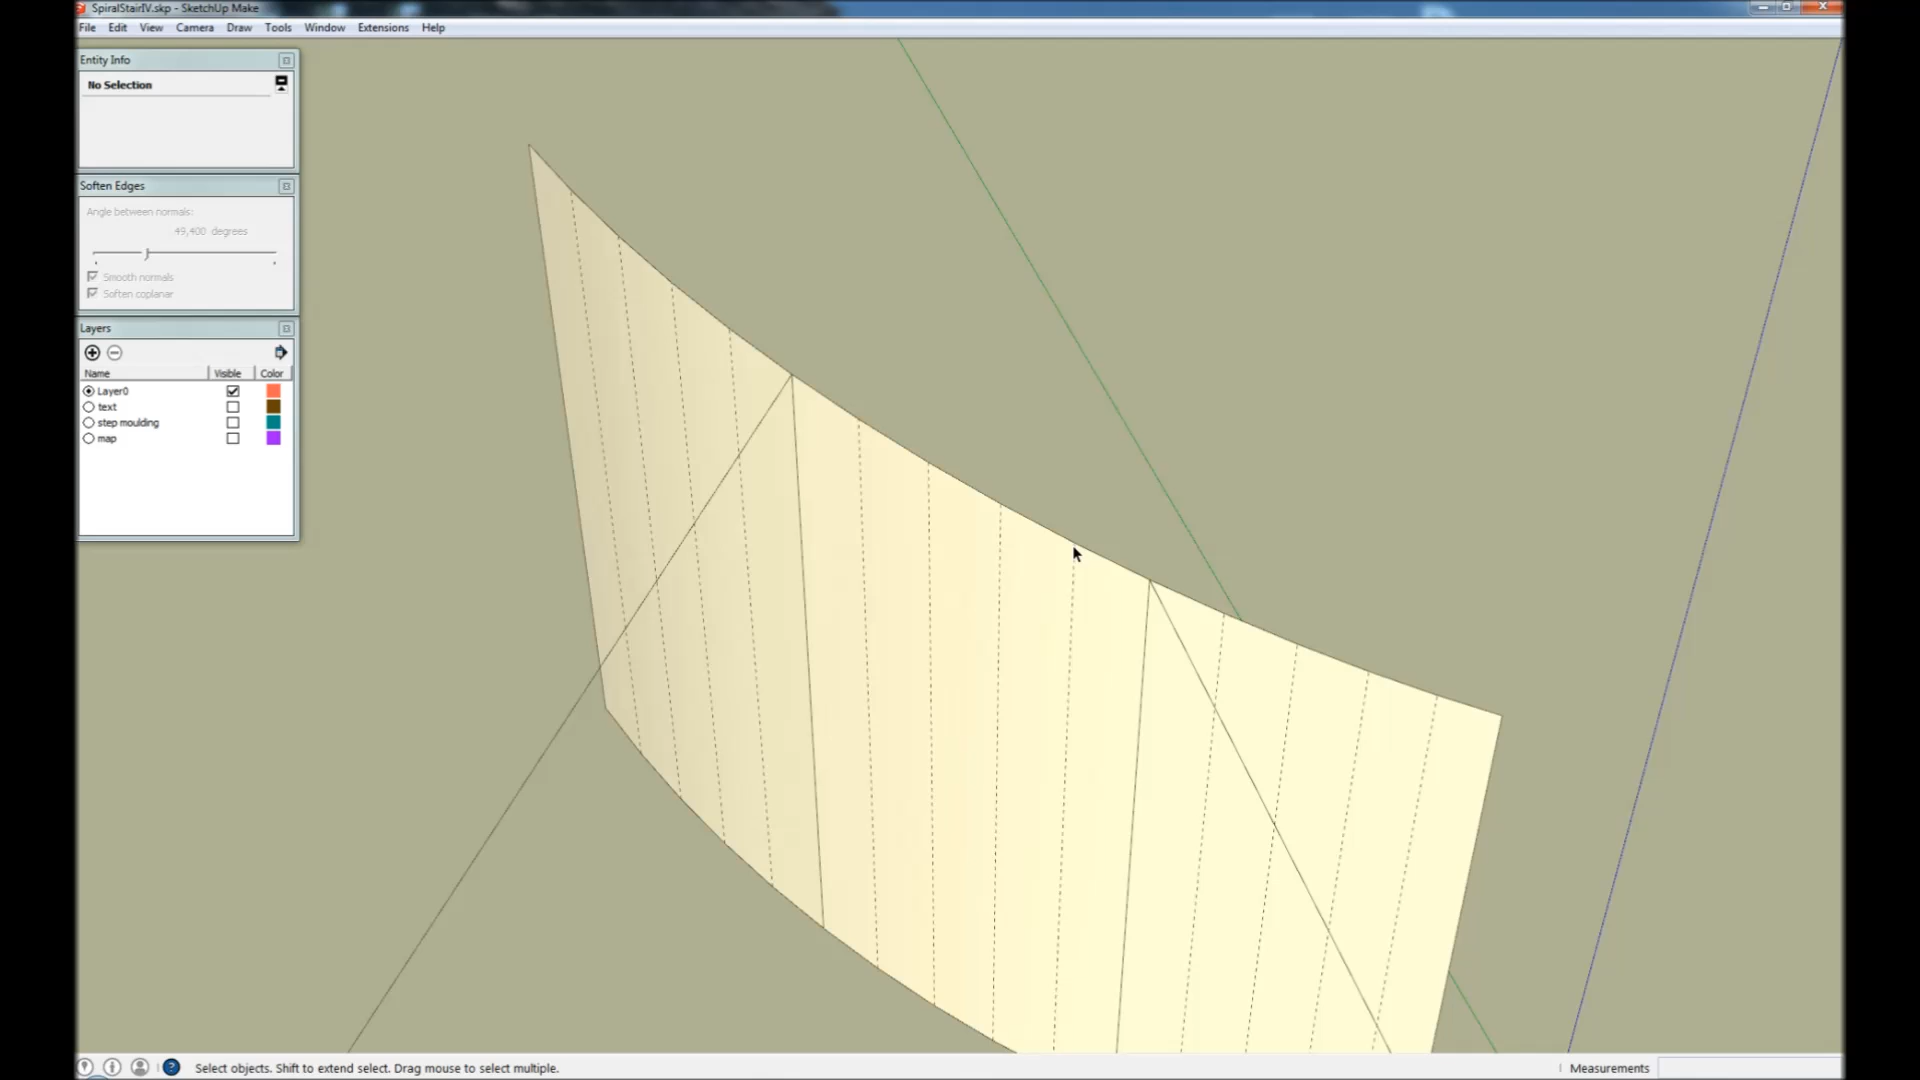 SpiralStairIV.skp - SketchUp Make
File Edit View Camera Draw Tools Window Extensions Help
Entity Info
No Selection
Soften Edges
Angle between normals:
49,400 degrees
Smooth normals
Soften coplanar
Layers
Name Visible Color
Layer0
text
step moulding
map
Select objects. Shift to extend select. Drag mouse to select multiple.
Measurements